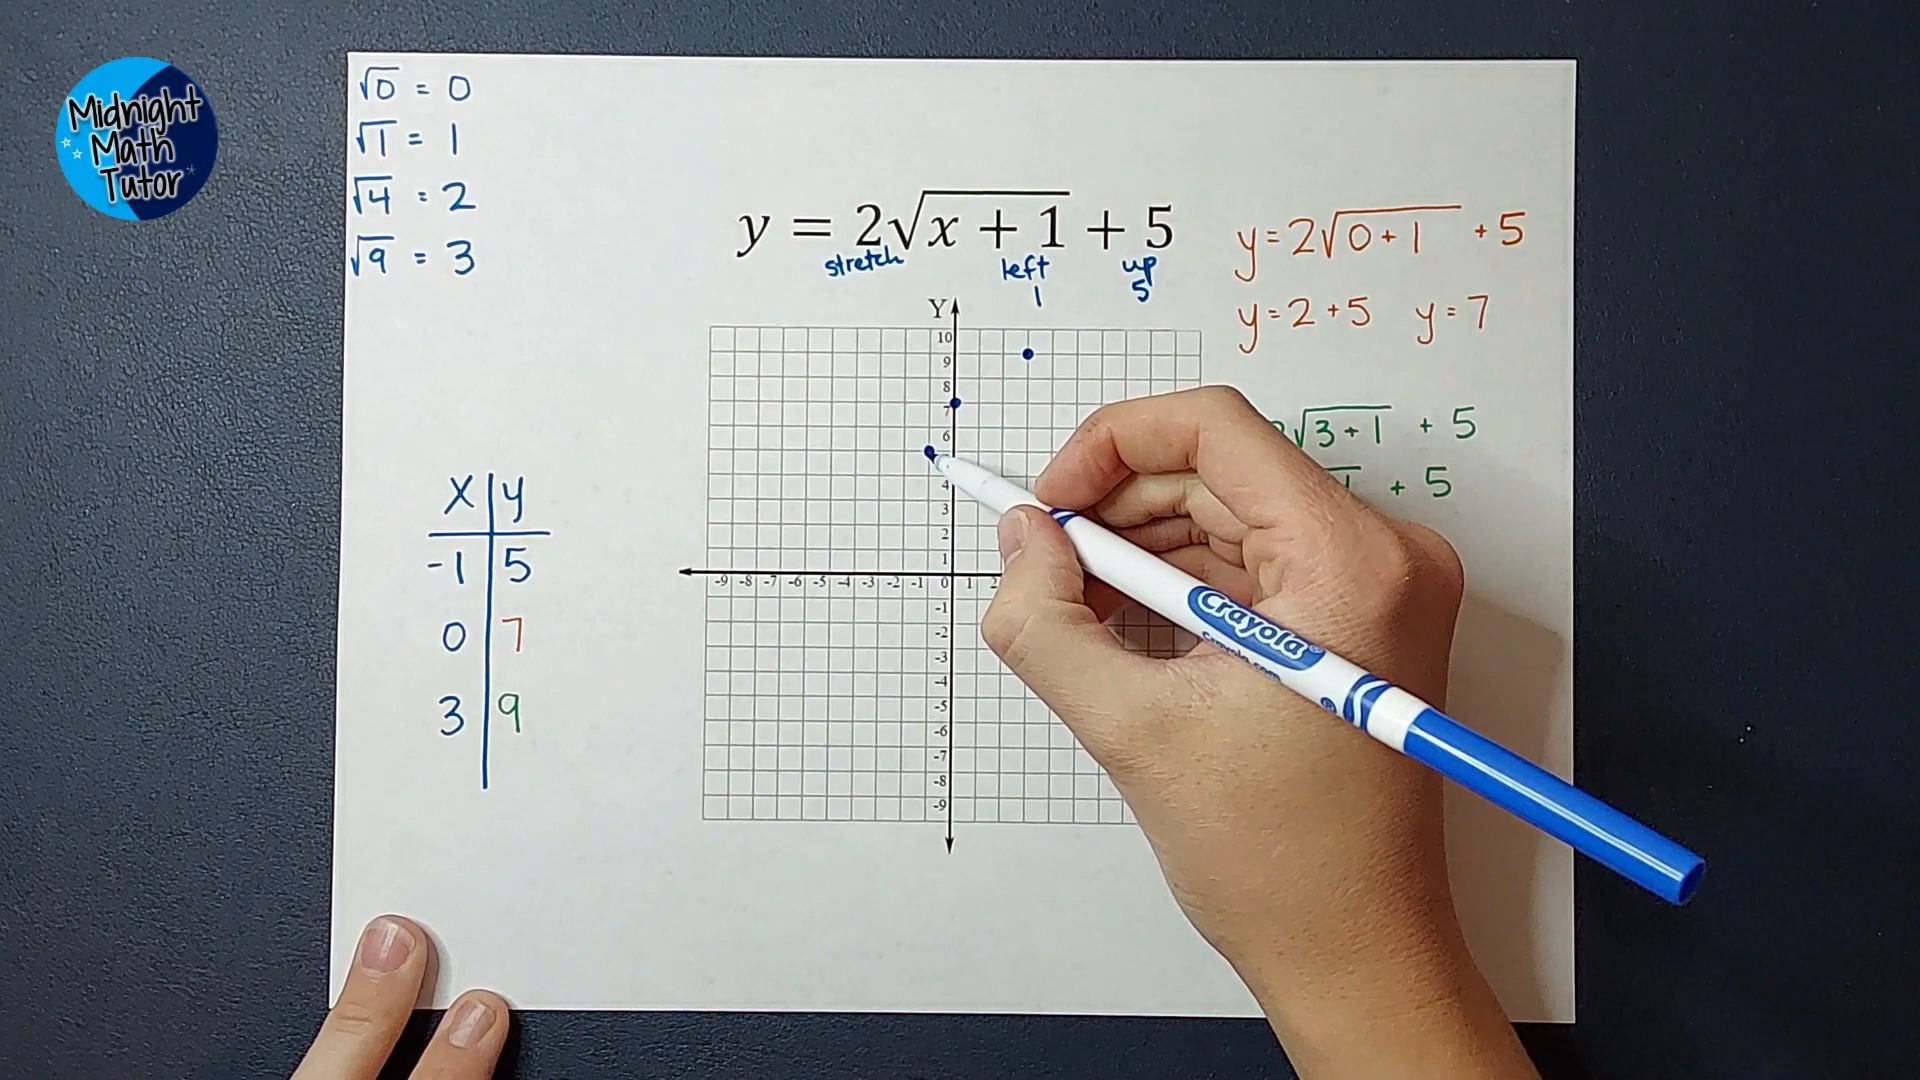 Midnight
Math
Tutor
√0 = 0
√1 = 1
√4 = 2
√9 = 3
y = 2√x + 1 + 5
stretch left up
1 5
y = 2√0 + 1 + 5
y = 2 + 5 y = 7
√3 + 1 + 5
+ 5
x y
-1 5
0 7
3 9
Y
10
9
8
7
6
4
3
2
1
-9 -8 -7 -6 -5 -4 -3 -2 -1 0 1 2
-1
-2
-3
-4
-5
-6
-7
-8
-9
Crayola
Crayola.com